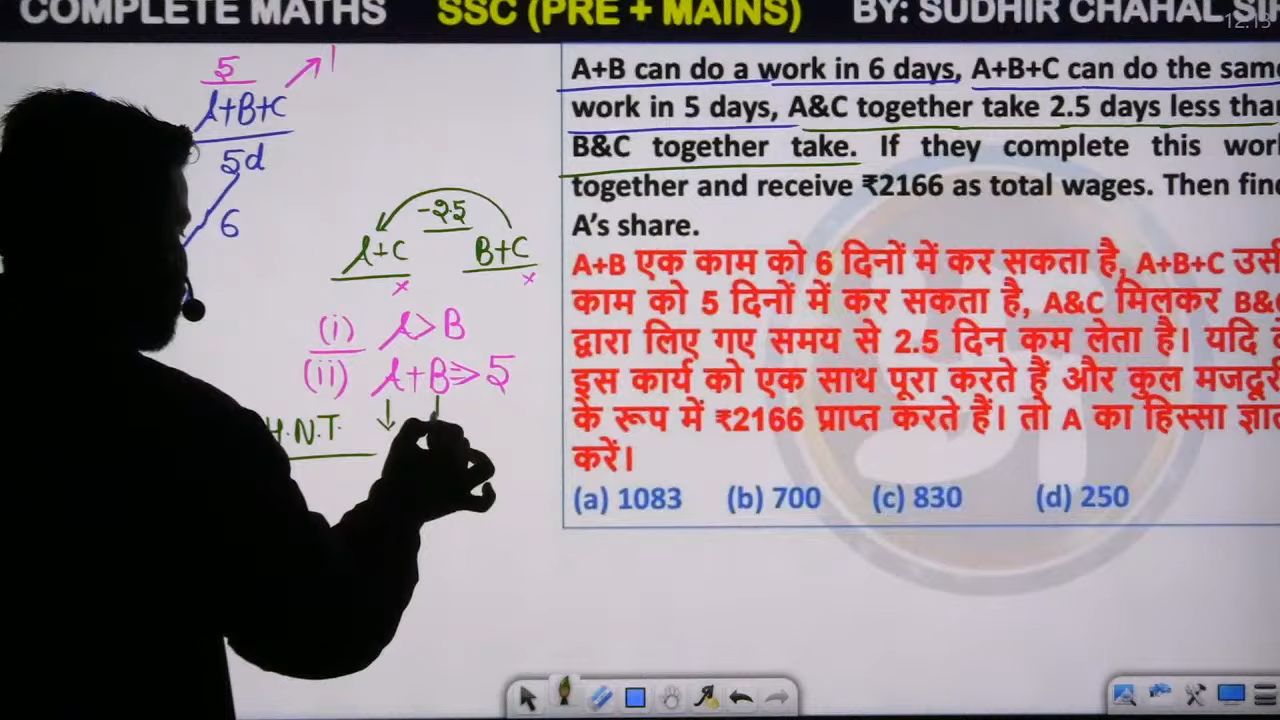 COMPLETE MATHS SSC (PRE + MAINS) BY: SUDHIR CHAHAL SIR
12:13
5
A+B+C 1
5d
6
-2.5
A+C B+C
x x
(i) A>B
(ii) A+B=>5
H.N.T.
A+B can do a work in 6 days, A+B+C can do the same
work in 5 days, A&C together take 2.5 days less than
B&C together take. If they complete this work
together and receive ₹2166 as total wages. Then find
A's share.
A+B एक काम को 6 दिनों में कर सकता है, A+B+C उसी
काम को 5 दिनों में कर सकता है, A&C मिलकर B&C
द्वारा लिए गए समय से 2.5 दिन कम लेता है। यदि
इस कार्य को एक साथ पूरा करते हैं और कुल मजदूरी
के रूप में ₹2166 प्राप्त करते हैं। तो A का हिस्सा ज्ञात
करें।
(a) 1083 (b) 700 (c) 830 (d) 250